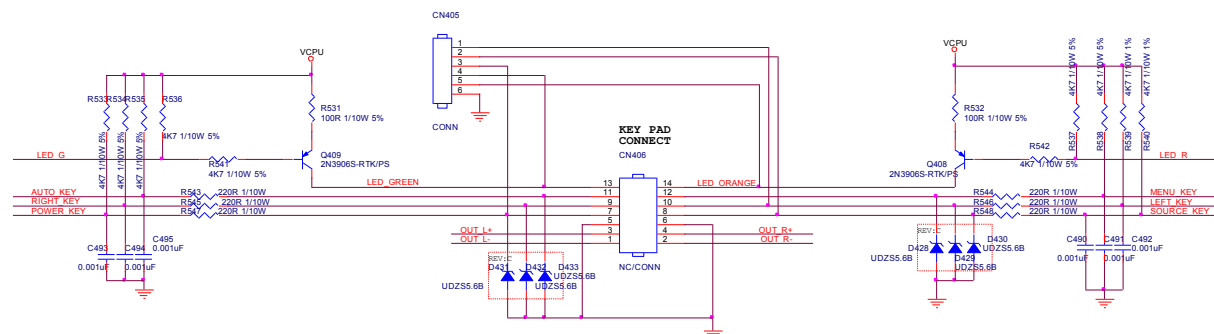 CN405
VCPU
1
2
3
4
5
6
CONN
R533
R534
R535
R536
4K7 1/10W 5%
4K7 1/10W 5%
4K7 1/10W 5%
4K7 1/10W 5%
R531
100R 1/10W 5%
Q409
2N3906S-RTK/PS
LED_G
R541
4K7 1/10W 5%
LED_GREEN
AUTO_KEY
RIGHT_KEY
POWER_KEY
R543
220R 1/10W
R545
220R 1/10W
R547
220R 1/10W
C493
0.001uF
C494
0.001uF
C495
0.001uF
KEY PAD
CONNECT
CN406
13
14
11
12
9
10
7
8
5
6
3
4
1
2
NC/CONN
OUT_L+
OUT_L-
OUT_R+
OUT_R-
REV:C
D431
D432
D433
UDZS5.6B
UDZS5.6B
UDZS5.6B
LED_ORANGE
VCPU
R532
100R 1/10W 5%
Q408
2N3906S-RTK/PS
4K7 1/10W 5%
4K7 1/10W 5%
4K7 1/10W 1%
4K7 1/10W 1%
R537
R538
R539
R540
R542
4K7 1/10W 5%
LED_R
R544
220R 1/10W
R546
220R 1/10W
R548
220R 1/10W
MENU_KEY
LEFT_KEY
SOURCE_KEY
REV:C
D428
D430
D429
UDZS5.6B
UDZS5.6B
UDZS5.6B
C490
0.001uF
C491
0.001uF
C492
0.001uF